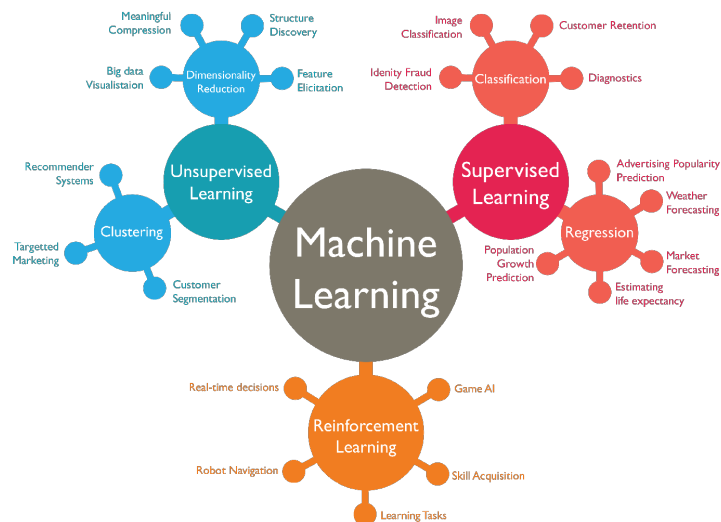 Meaningful
Compression
Structure
Discovery
Big data
Visualistaion
Dimensionality
Reduction
Feature
Elicitation
Unsupervised
Learning
Recommender
Systems
Clustering
Targetted
Marketing
Customer
Segmentation
Machine
Learning
Image
Classification
Customer Retention
Idenity Fraud
Detection
Classification
Diagnostics
Supervised
Learning
Advertising Popularity
Prediction
Weather
Forecasting
Regression
Population
Growth
Prediction
Market
Forecasting
Estimating
life expectancy
Real-time decisions
Game AI
Reinforcement
Learning
Robot Navigation
Skill Acquisition
Learning Tasks